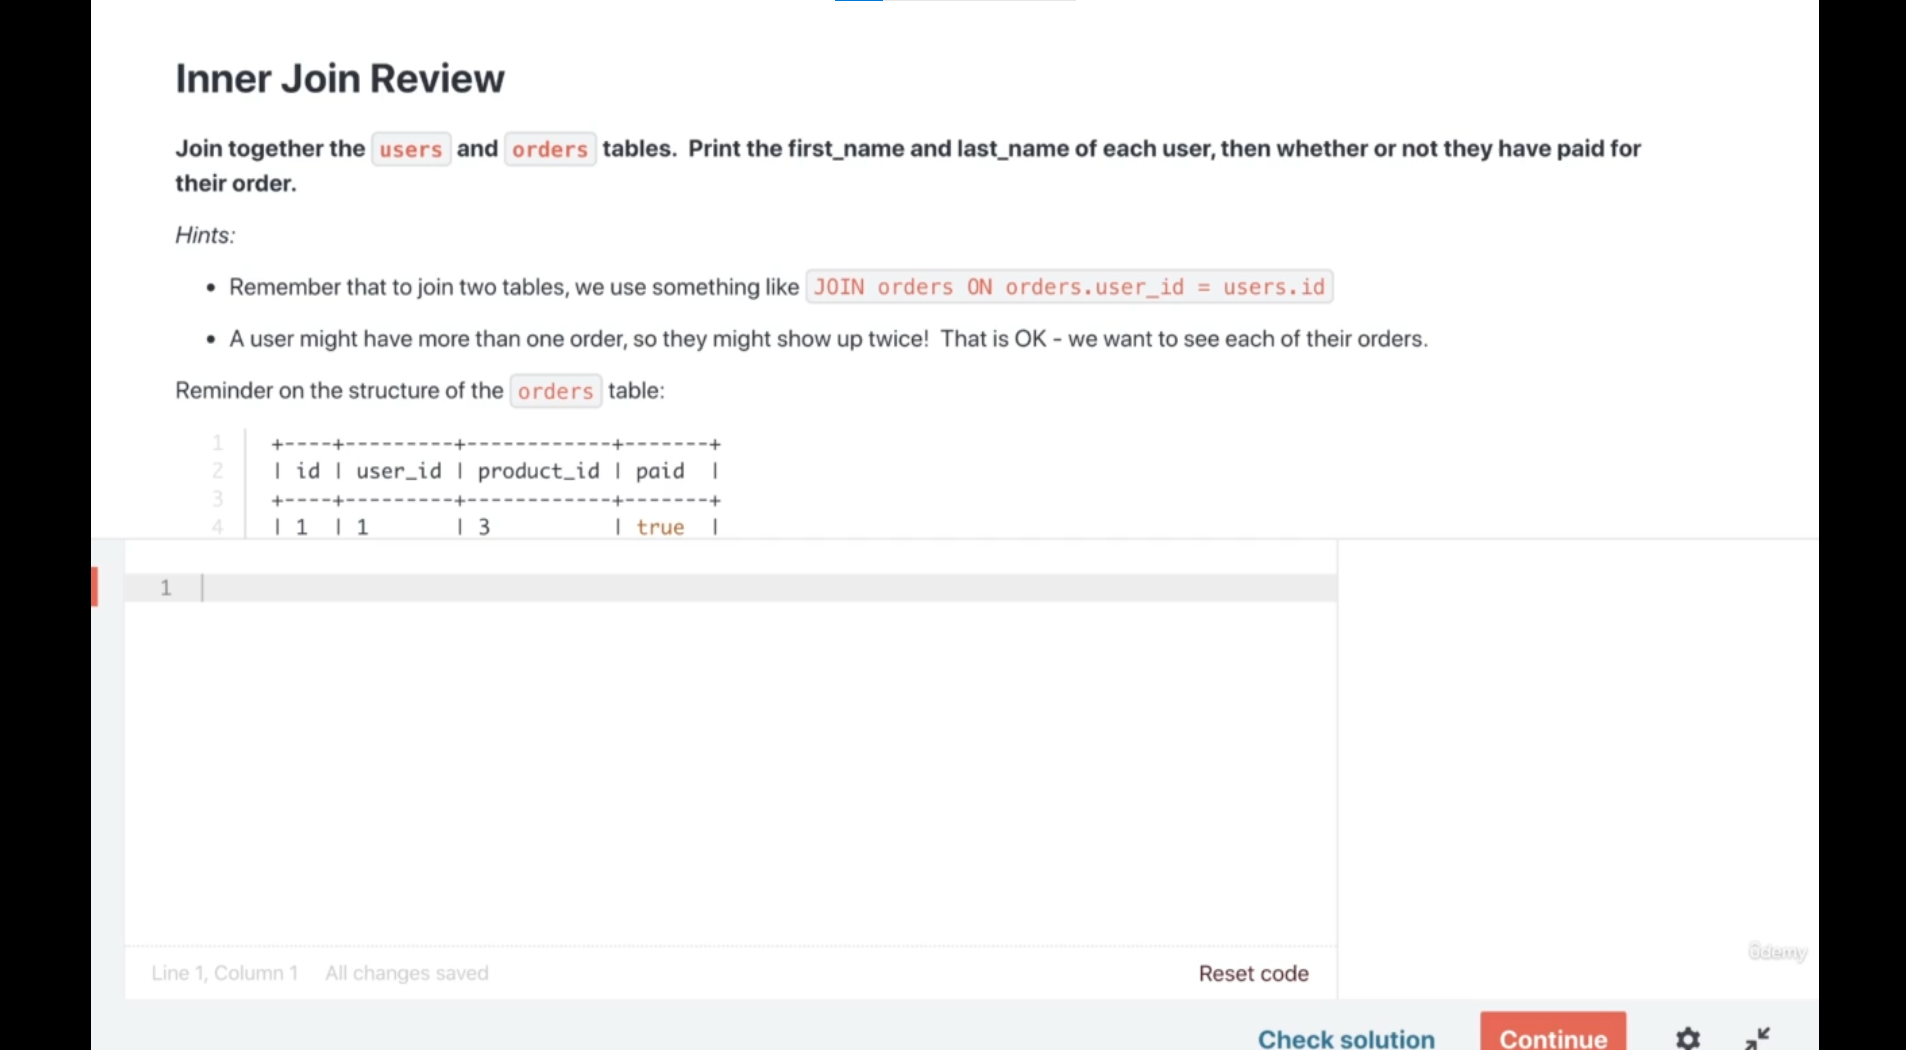 Inner Join Review
Join together the users and orders tables. Print the first_name and last_name of each user, then whether or not they have paid for
their order.
Hints:
• Remember that to join two tables, we use something like JOIN orders ON orders.user_id = users.id
• A user might have more than one order, so they might show up twice! That is OK - we want to see each of their orders.
Reminder on the structure of the orders table:
1 +----+---------+------------+-------+
2 | id | user_id | product_id | paid  |
3 +----+---------+------------+-------+
4 | 1  | 1       | 3          | true  |
1
Line 1, Column 1 All changes saved
Reset code
ûdemy
Check solution
Continue